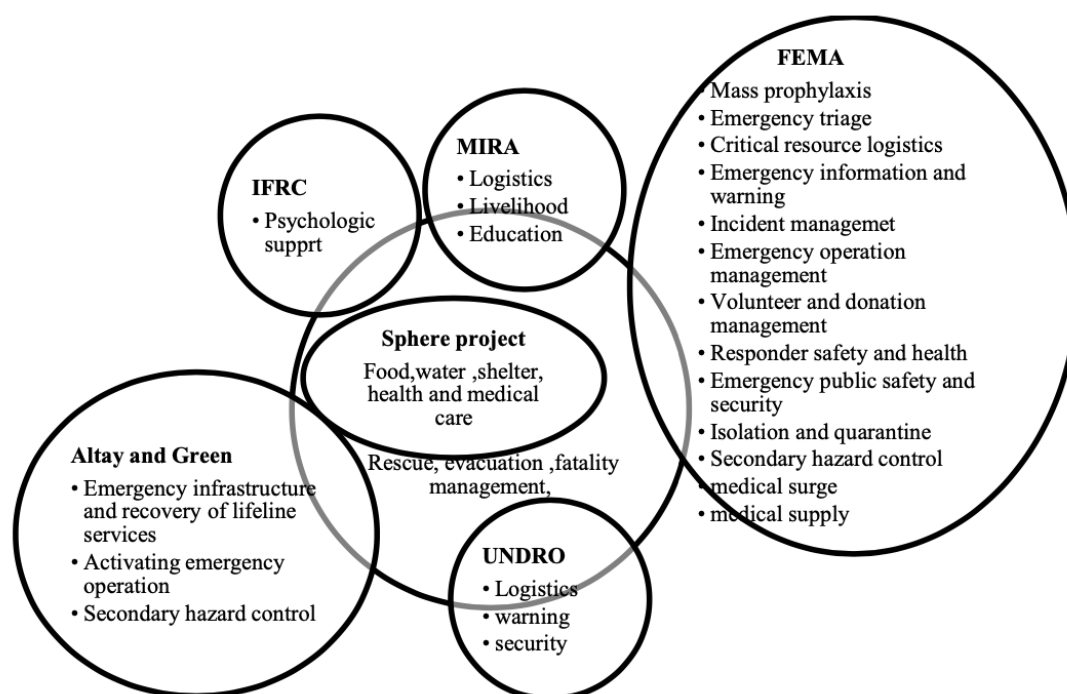 FEMA
• Mass prophylaxis
• Emergency triage
• Critical resource logistics
• Emergency information and
warning
• Incident managemet
• Emergency operation
management
• Volunteer and donation
management
• Responder safety and health
• Emergency public safety and
security
• Isolation and quarantine
• Secondary hazard control
• medical surge
• medical supply
MIRA
• Logistics
• Livelihood
• Education
IFRC
• Psychologic
supprt
Sphere project
Food,water ,shelter,
health and medical
care
Rescue, evacuation ,fatality
management,
Altay and Green
• Emergency infrastructure
and recovery of lifeline
services
• Activating emergency
operation
• Secondary hazard control
UNDRO
• Logistics
• warning
• security